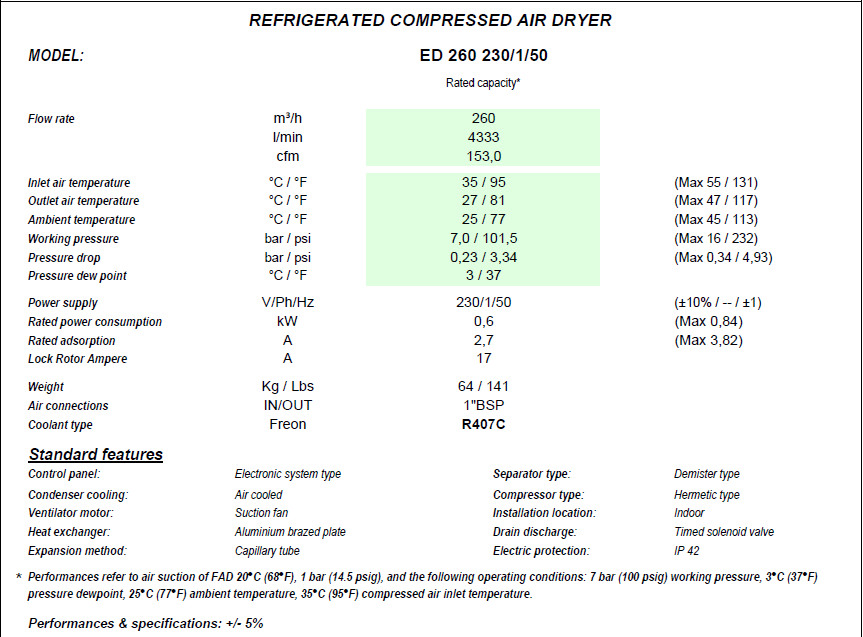 REFRIGERATED COMPRESSED AIR DRYER
MODEL: ED 260 230/1/50
Rated capacity*
Flow rate m³/h 260
l/min 4333
cfm 153,0
Inlet air temperature °C / °F 35 / 95 (Max 55 / 131)
Outlet air temperature °C / °F 27 / 81 (Max 47 / 117)
Ambient temperature °C / °F 25 / 77 (Max 45 / 113)
Working pressure bar / psi 7,0 / 101,5 (Max 16 / 232)
Pressure drop bar / psi 0,23 / 3,34 (Max 0,34 / 4,93)
Pressure dew point °C / °F 3 / 37
Power supply V/Ph/Hz 230/1/50 (±10% / -- / ±1)
Rated power consumption kW 0,6 (Max 0,84)
Rated adsorption A 2,7 (Max 3,82)
Lock Rotor Ampere A 17
Weight Kg / Lbs 64 / 141
Air connections IN/OUT 1"BSP
Coolant type Freon R407C
Standard features
Control panel: Electronic system type Separator type: Demister type
Condenser cooling: Air cooled Compressor type: Hermetic type
Ventilator motor: Suction fan Installation location: Indoor
Heat exchanger: Aluminium brazed plate Drain discharge: Timed solenoid valve
Expansion method: Capillary tube Electric protection: IP 42
* Performances refer to air suction of FAD 20°C (68°F), 1 bar (14.5 psig), and the following operating conditions: 7 bar (100 psig) working pressure, 3°C (37°F)
pressure dewpoint, 25°C (77°F) ambient temperature, 35°C (95°F) compressed air inlet temperature.
Performances & specifications: +/- 5%